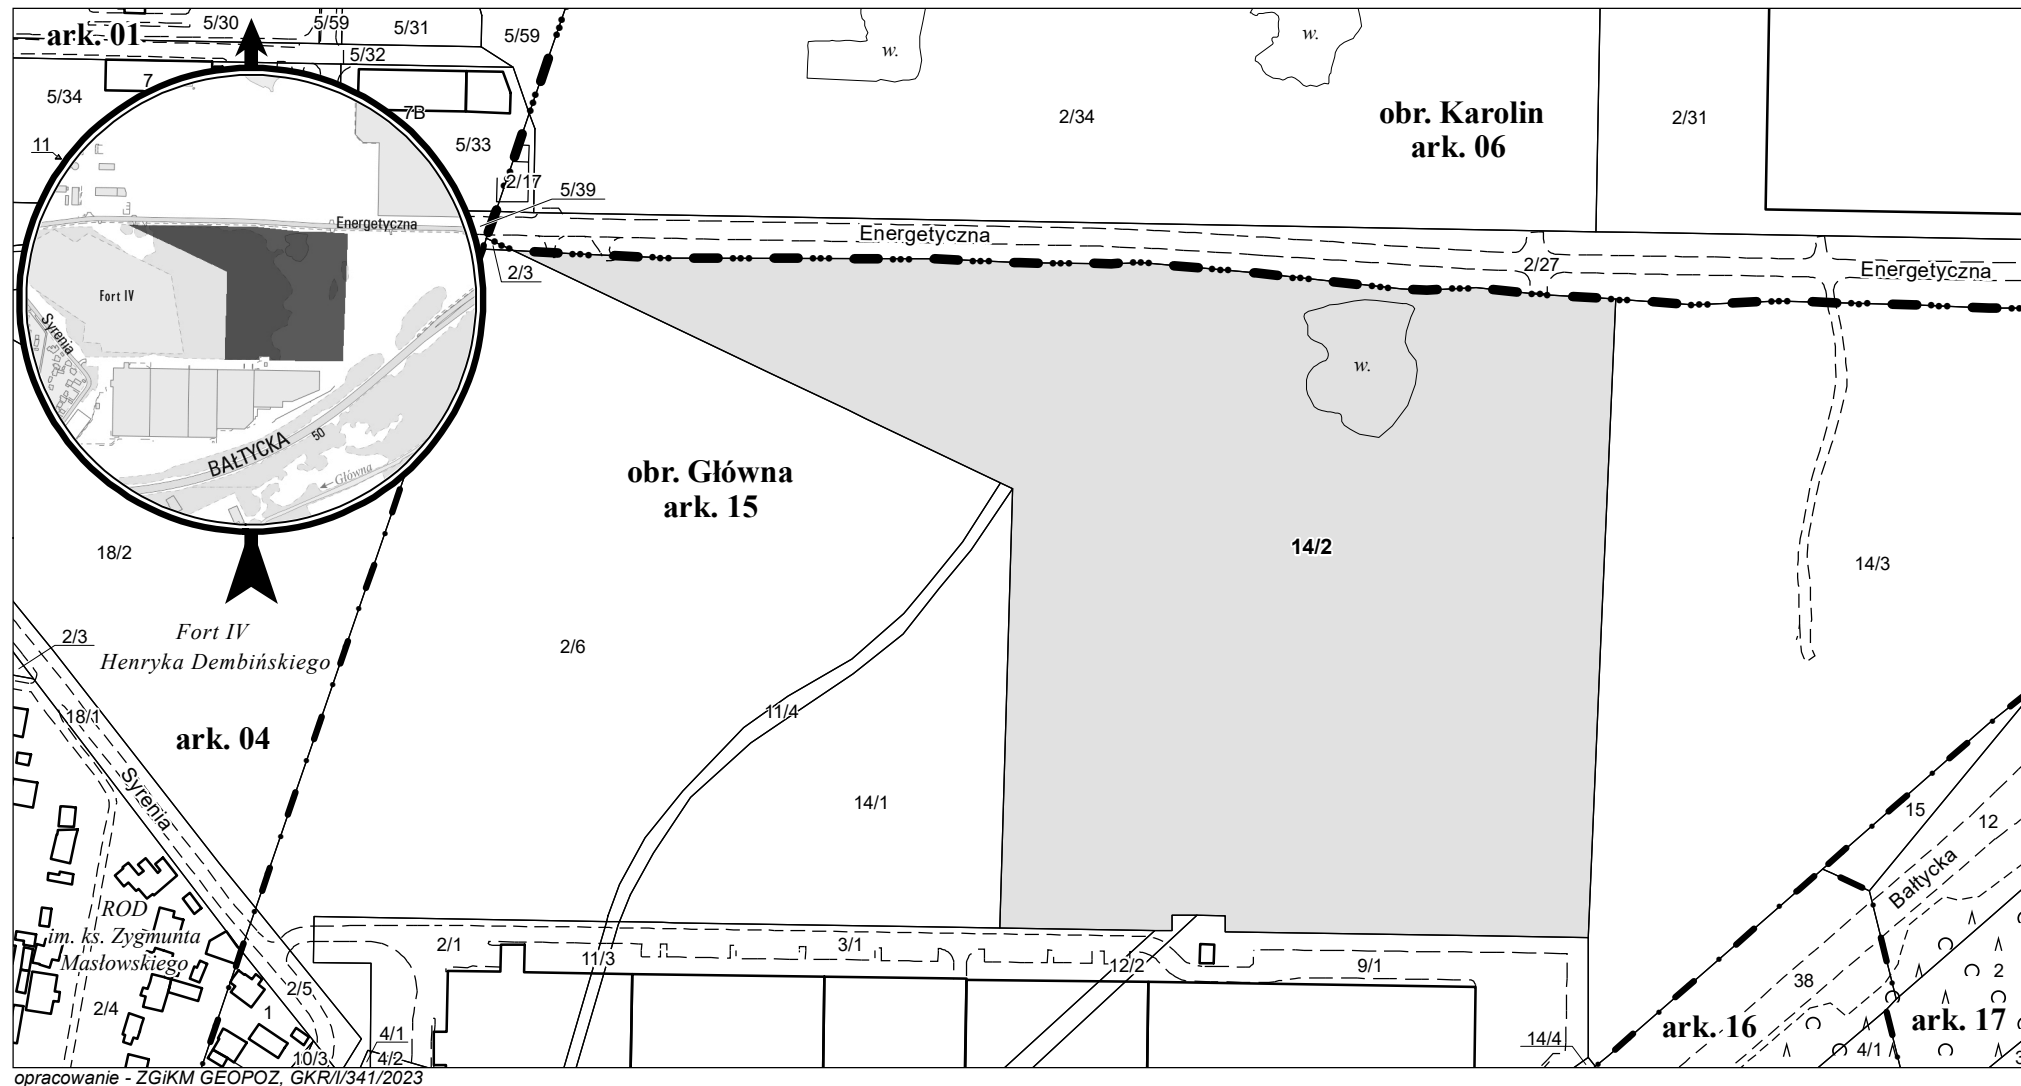 5/30
5/59
5/31
5/59
ark. 01
5/32
w.
w.
7
5/34
7B
2/34
obr. Karolin
ark. 06
2/31
5/33
11
2/17
5/39
Energetyczna
Energetyczna
2/3
2/27
Energetyczna
Fort IV
Syrenia
w.
BAŁTYCKA
50
Główna
obr. Główna
ark. 15
18/2
14/2
14/3
Fort IV
Henryka Dembińskiego
2/3
2/6
18/1
11/4
ark. 04
Syrenia
14/1
15
12
Bałtycka
ROD
im. ks. Zygmunta
Masłowskiego
2/1
3/1
11/3
12/2
9/1
38
2
2/5
2/4
1
4/1
14/4
ark. 16
ark. 17
10/3
4/2
4/1
3
opracowanie - ZGiKM GEOPOZ, GKR/I/341/2023